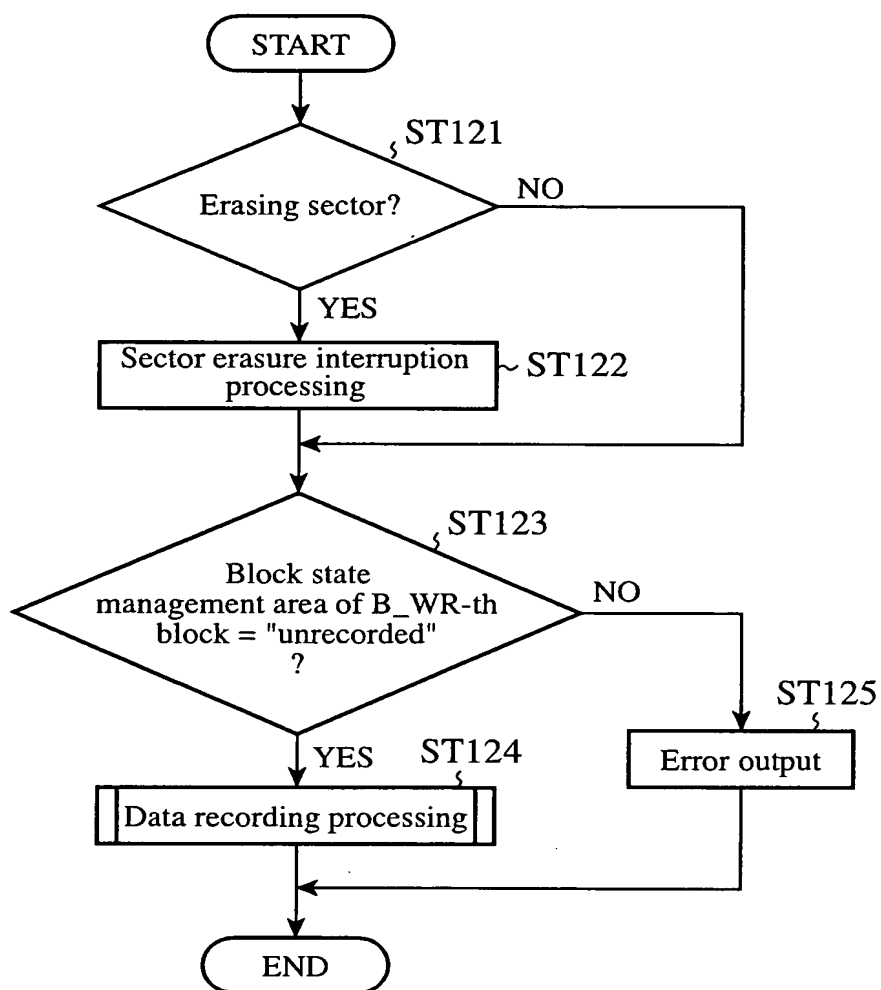 START
ST121
Erasing sector?
NO
YES
Sector erasure interruption
processing
ST122
ST123
Block state
management area of B_WR-th
block = "unrecorded"
?
NO
YES
ST124
ST125
Data recording processing
Error output
END